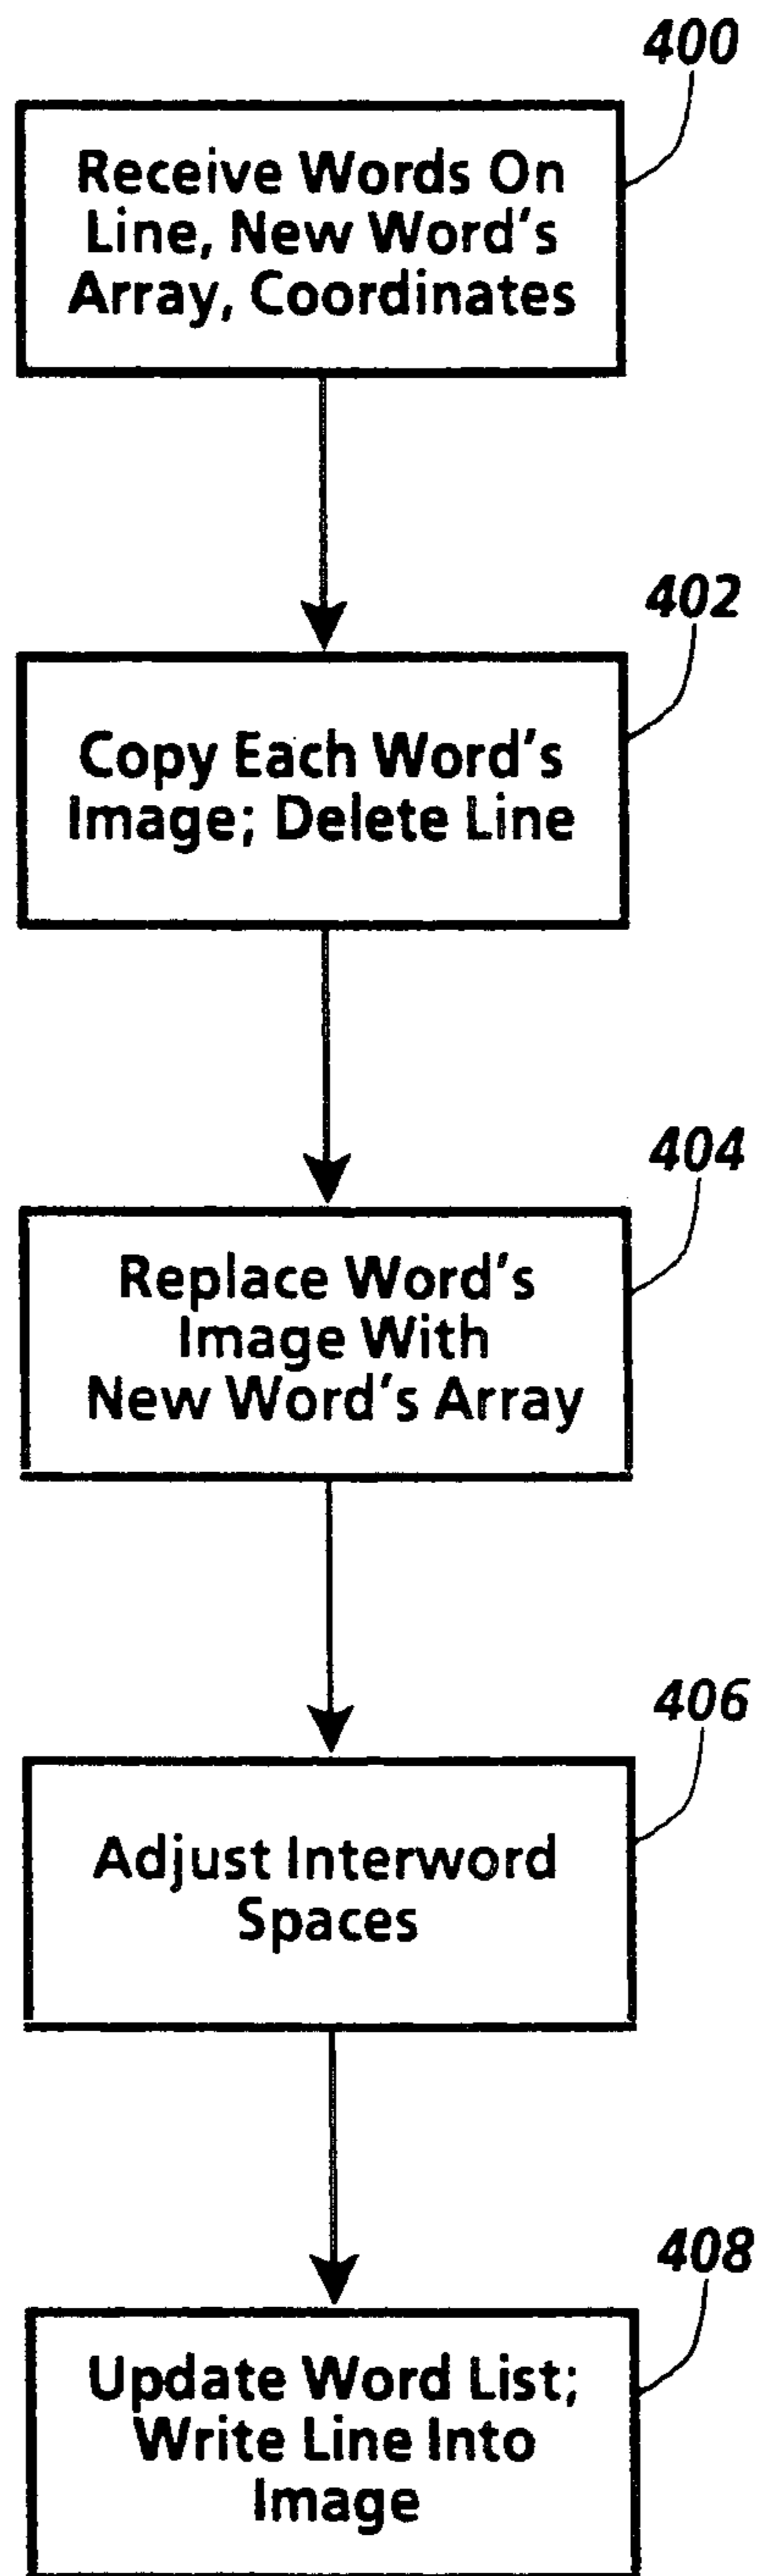 400
Receive Words On
Line, New Word's
Array, Coordinates
402
Copy Each Word's
Image; Delete Line
404
Replace Word's
Image With
New Word's Array
406
Adjust Interword
Spaces
408
Update Word List;
Write Line Into
Image